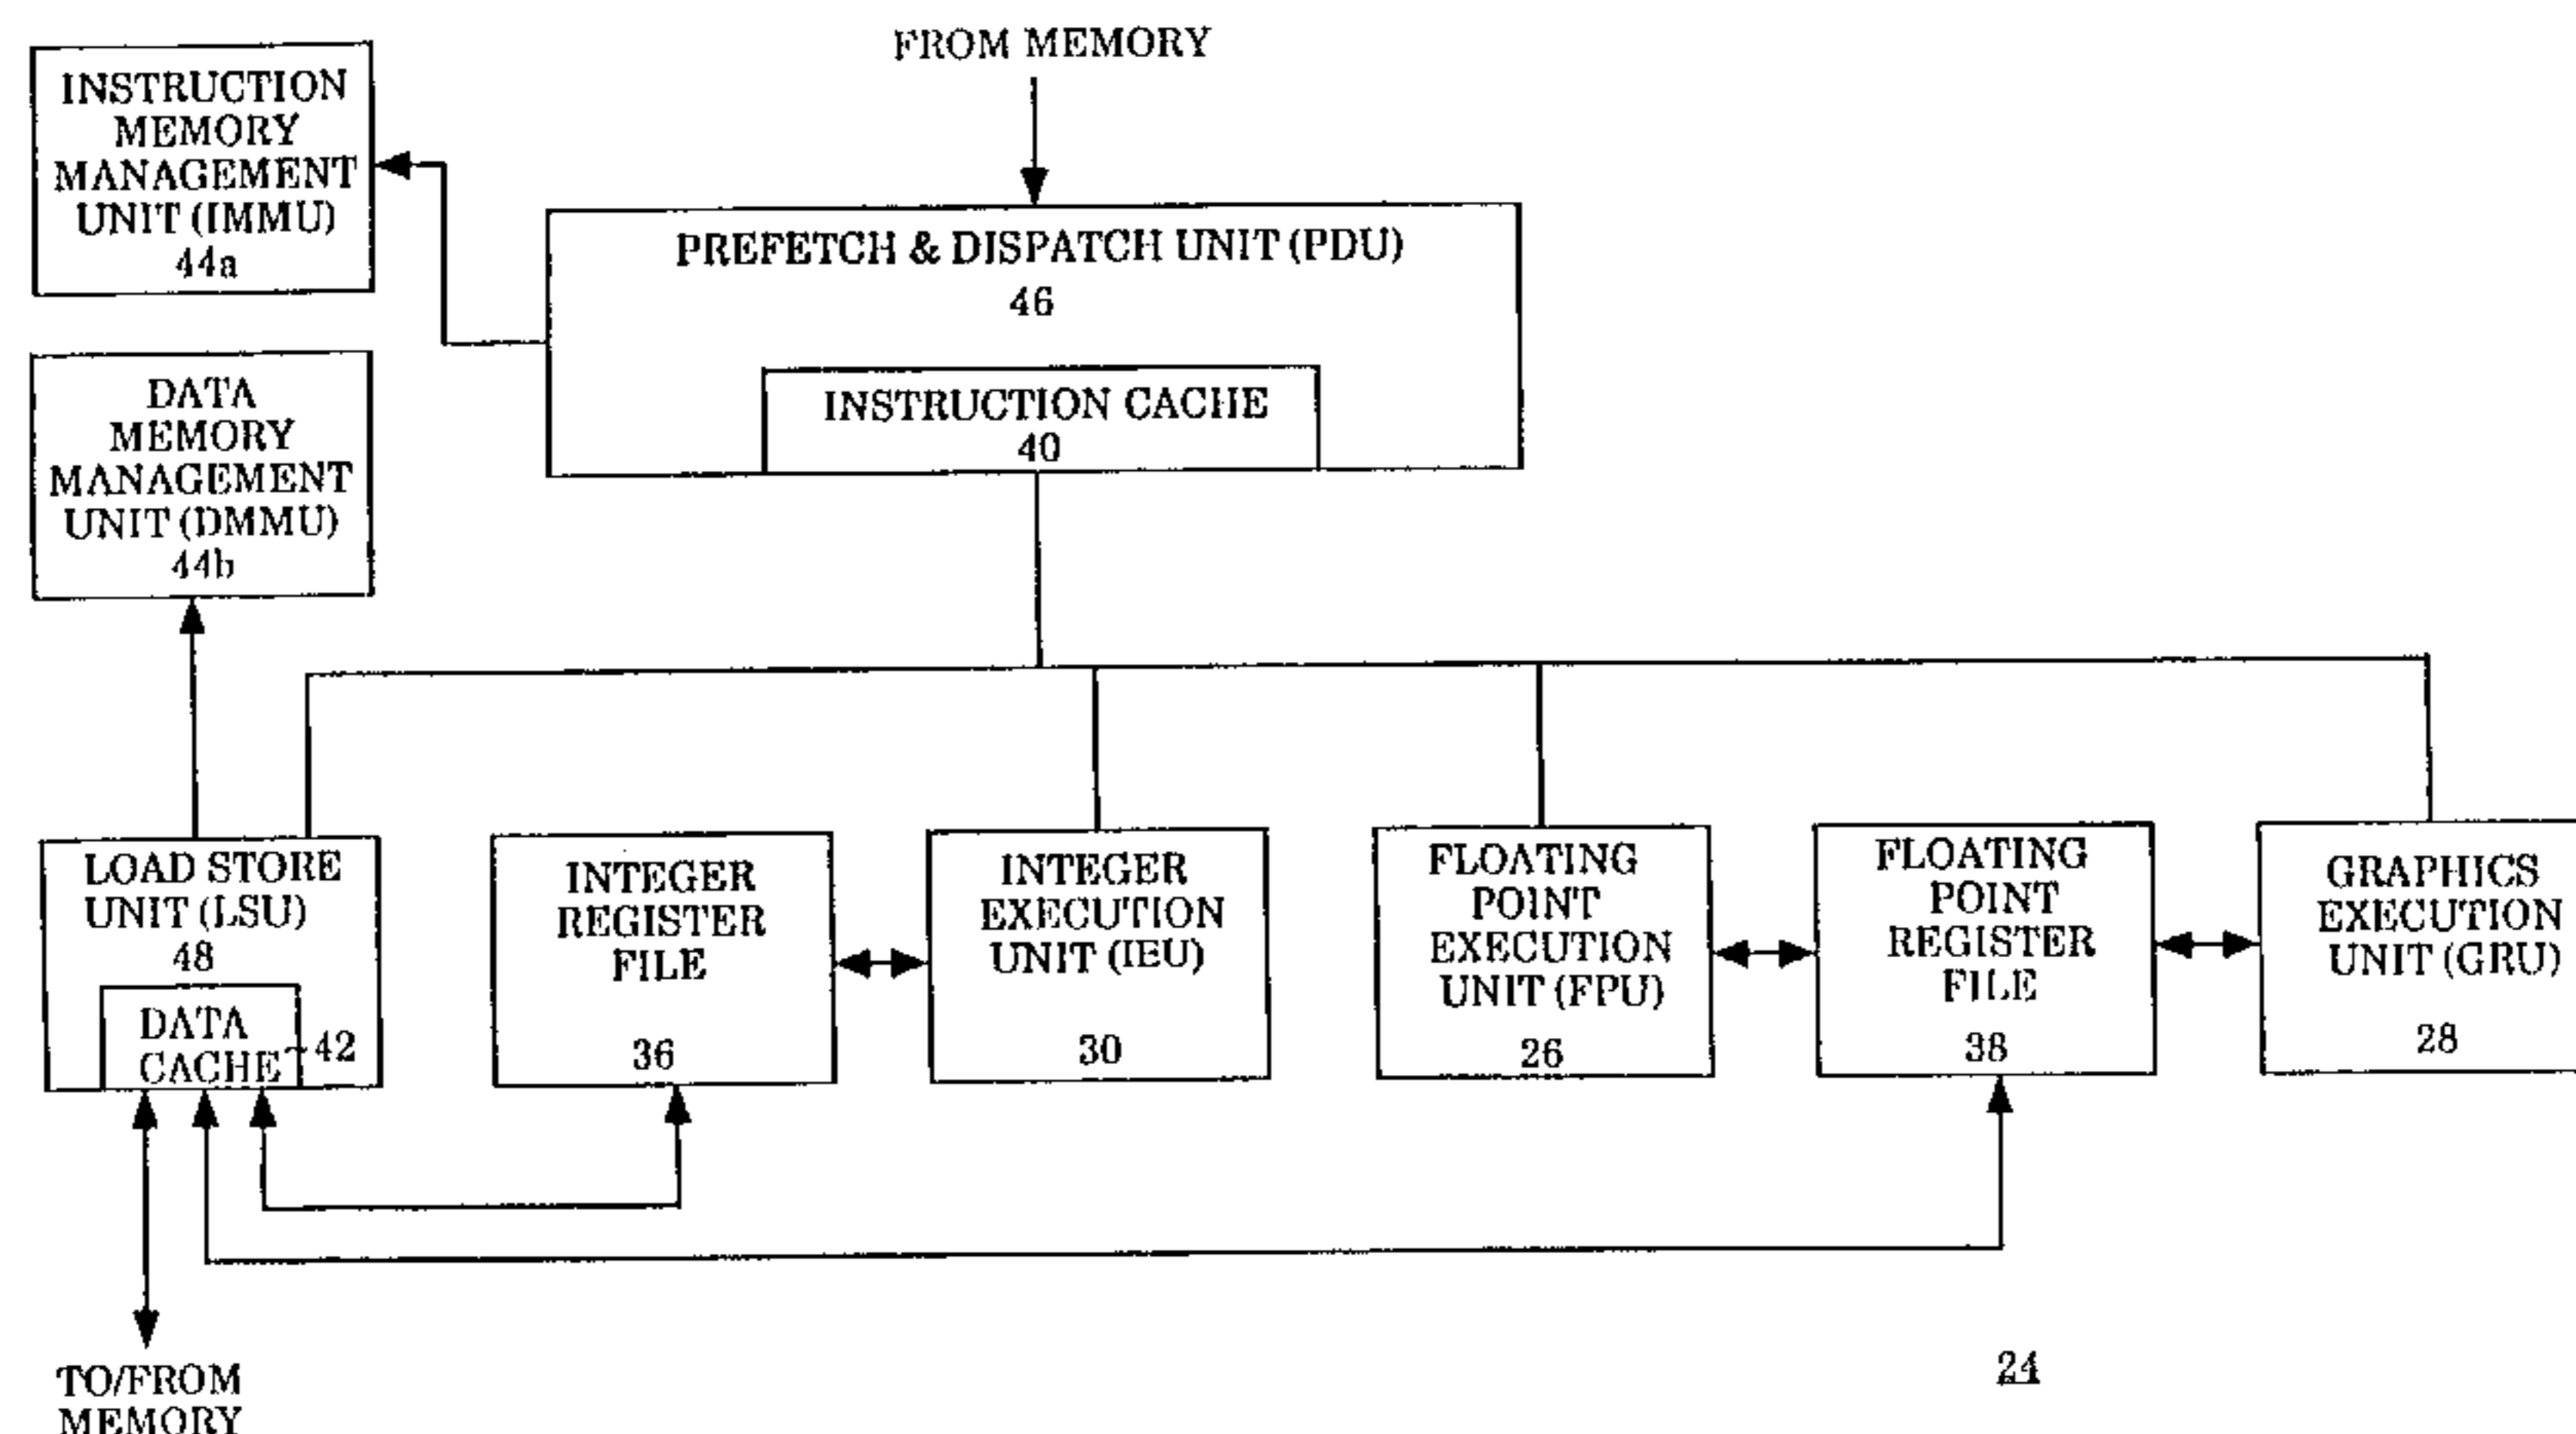 FROM MEMORY
INSTRUCTION
MEMORY
MANAGEMENT
UNIT (IMMU)
44a
PREFETCH & DISPATCH UNIT (PDU)
46
INSTRUCTION CACHE
40
DATA
MEMORY
MANAGEMENT
UNIT (DMMU)
44b
LOAD STORE
UNIT (LSU)
48
DATA
CACHE
42
INTEGER
REGISTER
FILE
36
INTEGER
EXECUTION
UNIT (IEU)
30
FLOATING
POINT
EXECUTION
UNIT (FPU)
26
FLOATING
POINT
REGISTER
FILE
38
GRAPHICS
EXECUTION
UNIT (GRU)
28
TO/FROM
MEMORY
24